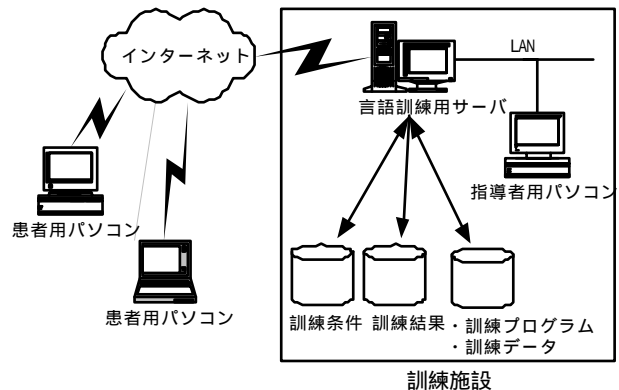 インターネット
LAN
言語訓練用サーバ
指導者用パソコン
患者用パソコン
患者用パソコン
訓練条件
訓練結果
・訓練プログラム
・訓練データ
訓練施設